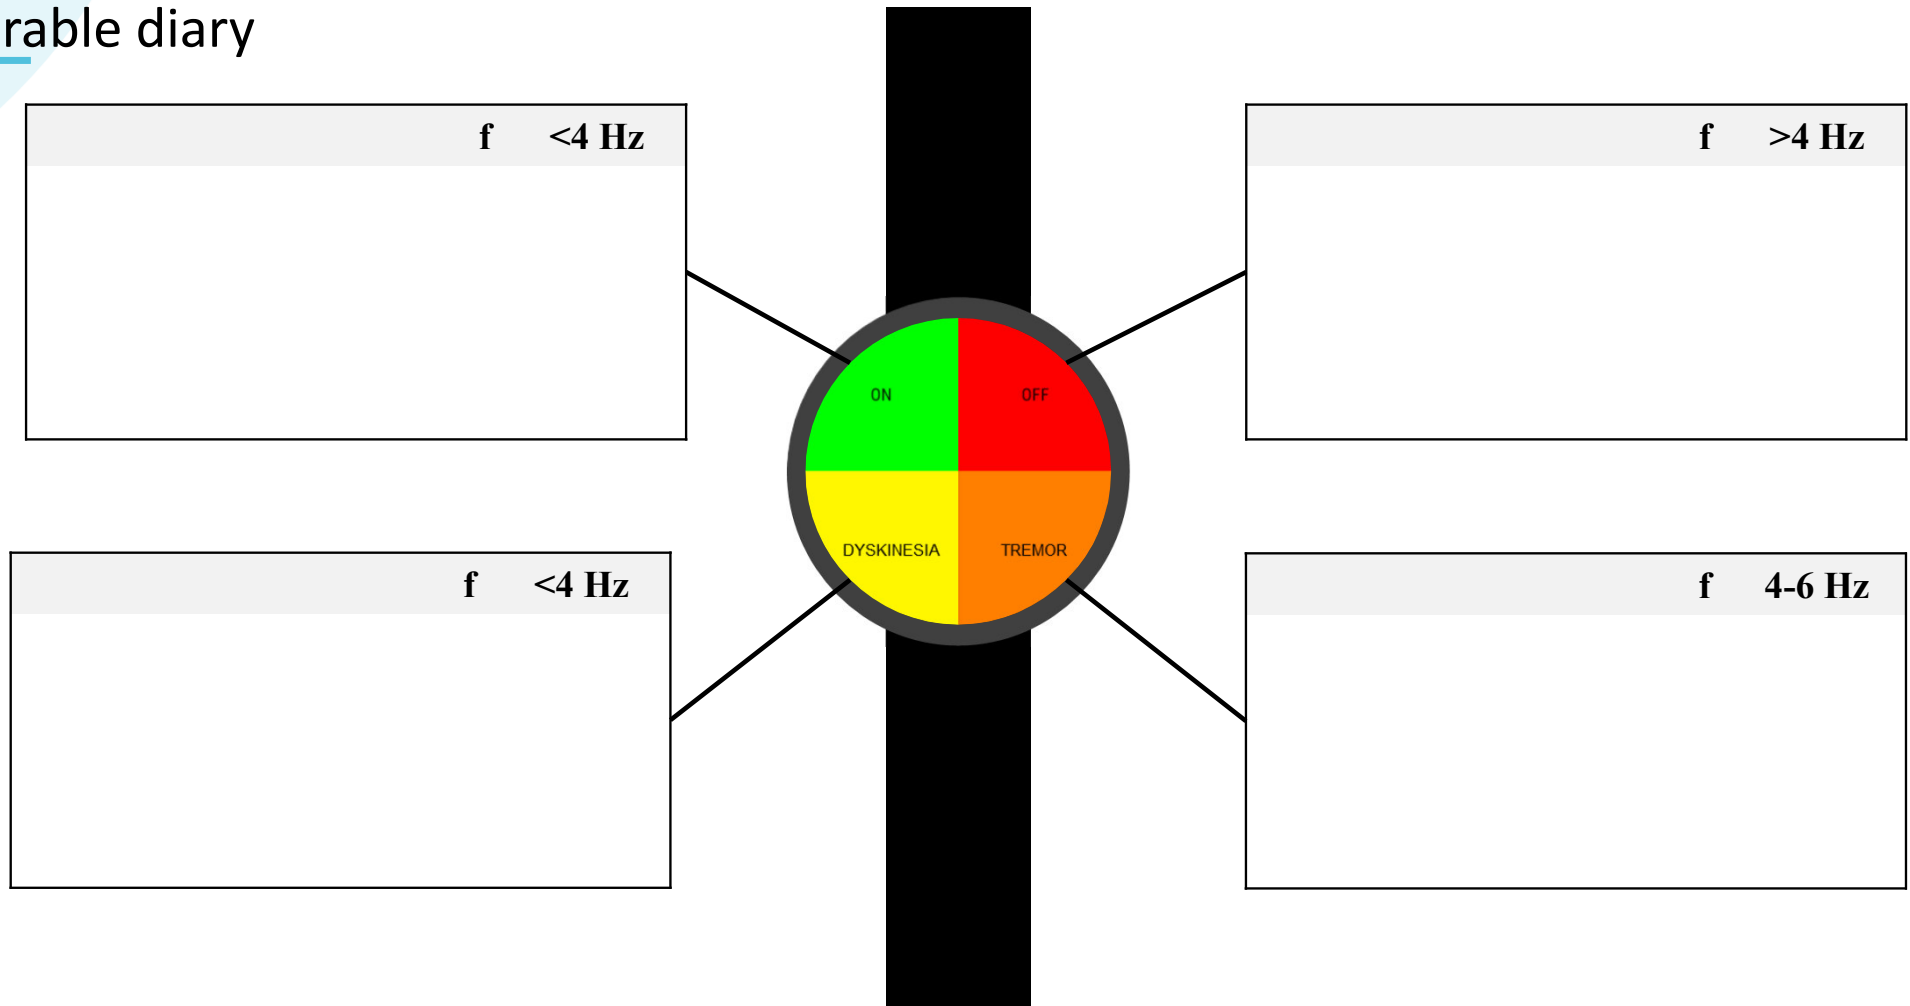 rable diary
f <4 Hz
f >4 Hz
ON
OFF
DYSKINESIA
TREMOR
f <4 Hz
f 4-6 Hz